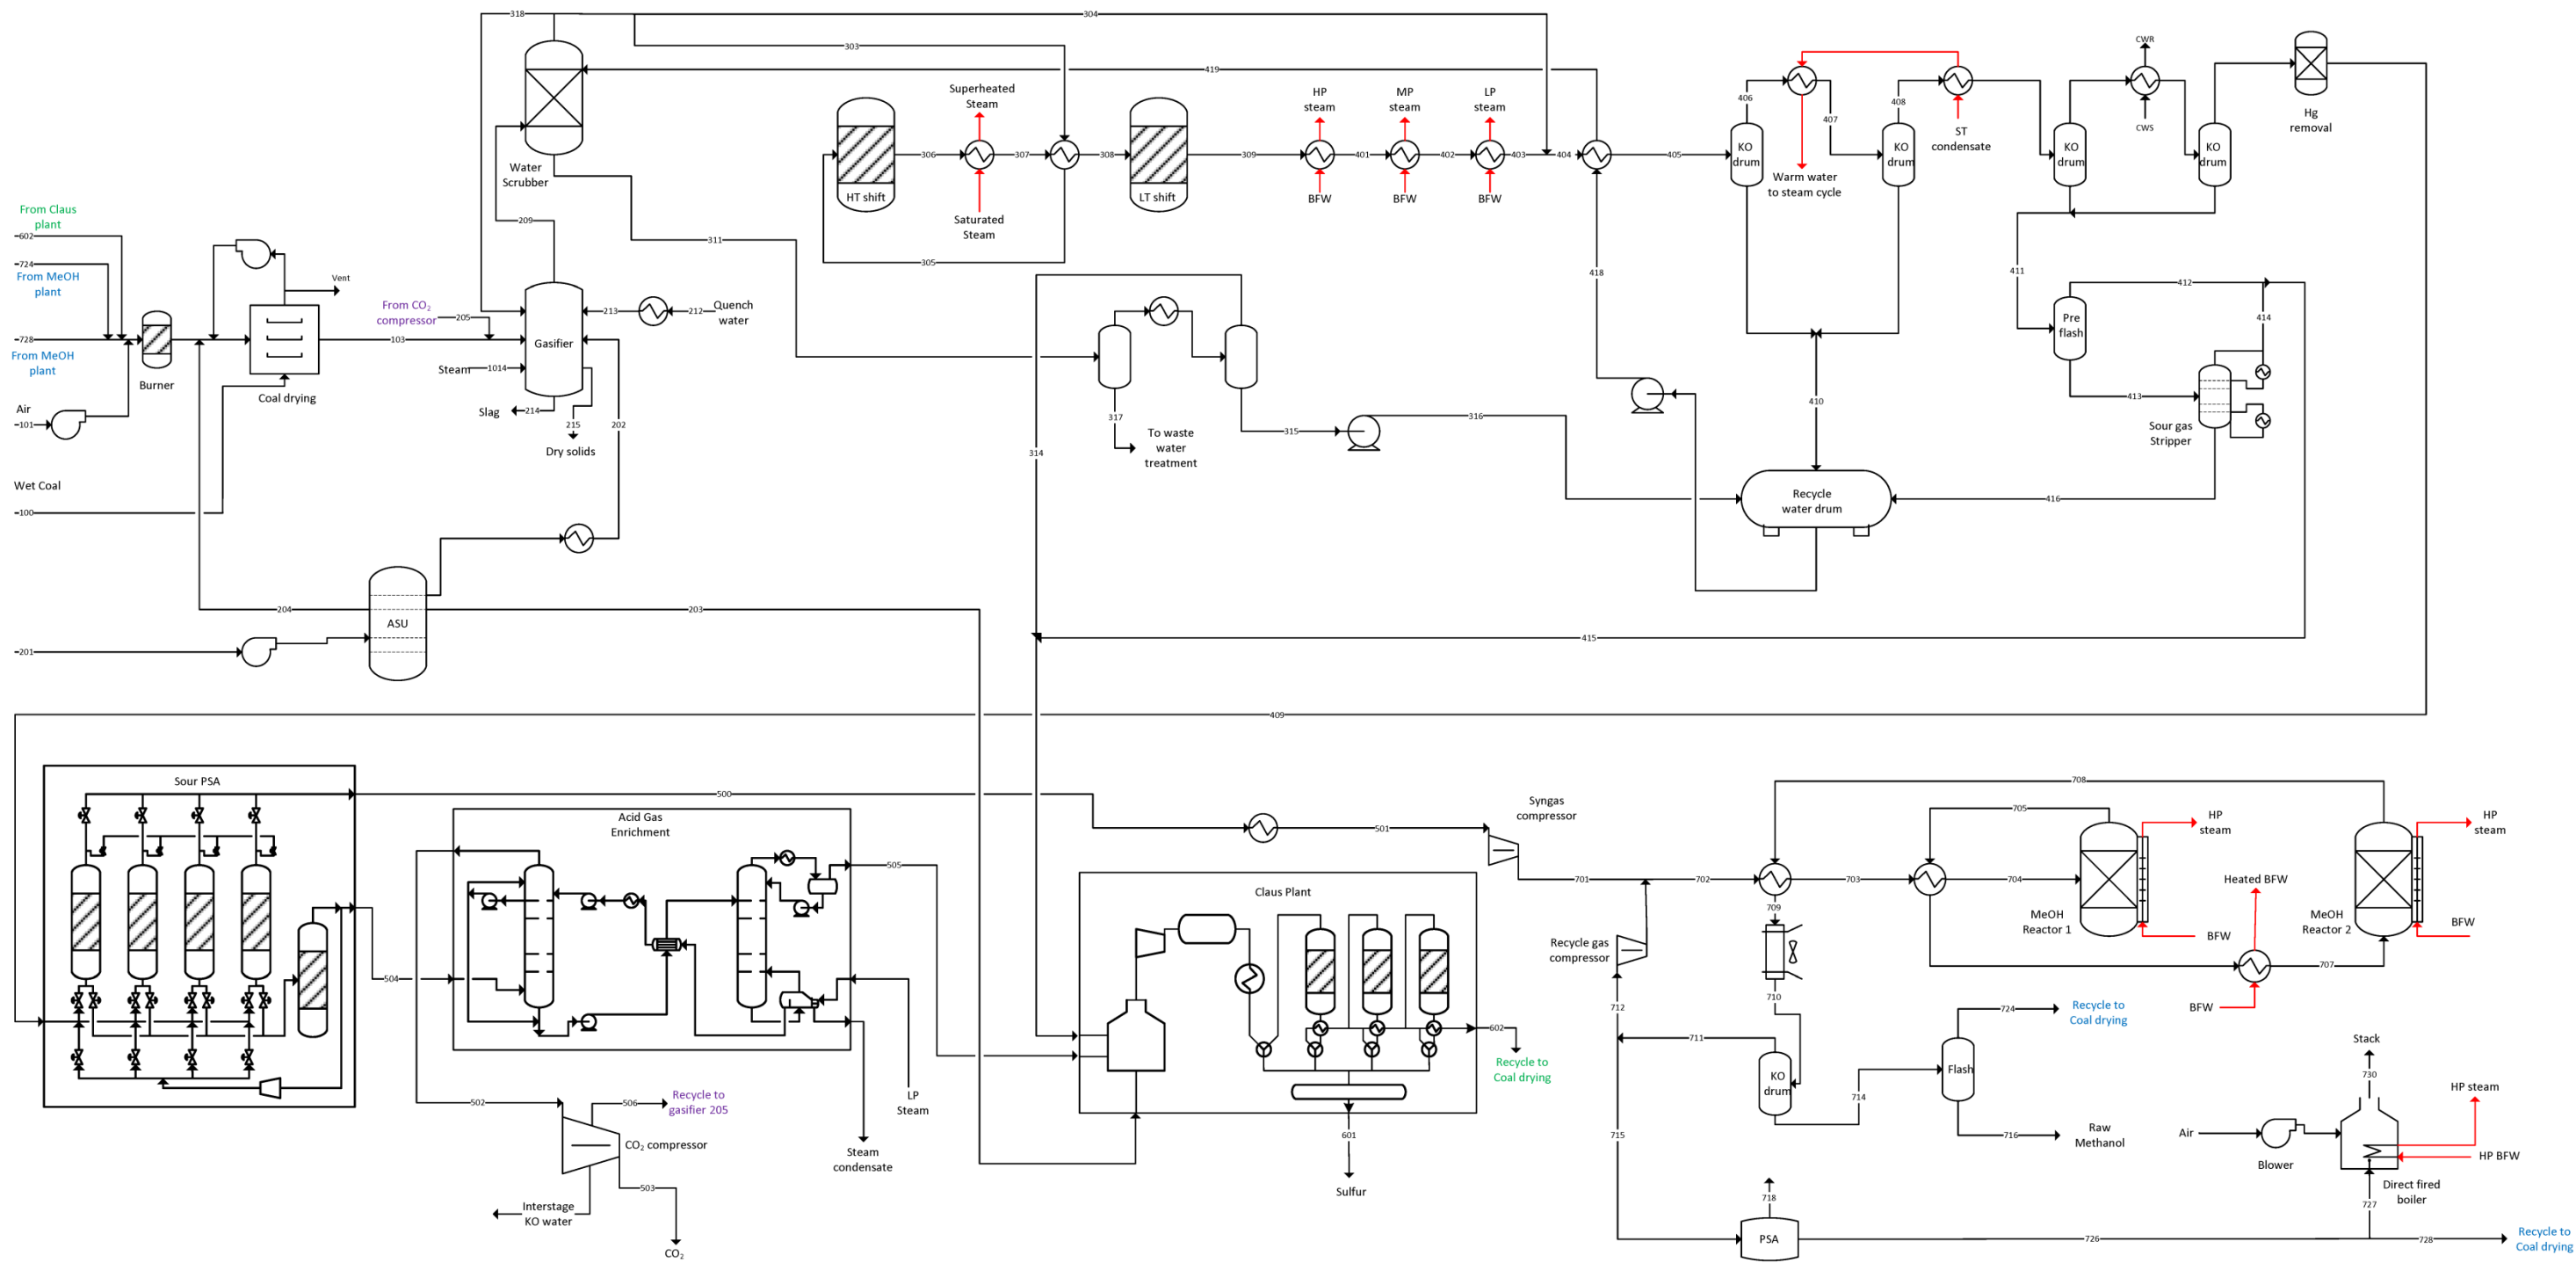 318
304
303
419
Water
Scrubber
209
311
HT shift
306
Superheated
Steam
Saturated
Steam
307
308
305
LT shift
309
HP
steam
BFW
401
MP
steam
BFW
402
LP
steam
BFW
403
404
405
418
KO
drum
406
Warm water
to steam cycle
407
KO
drum
408
ST
condensate
KO
drum
CWR
CWS
KO
drum
Hg
removal
411
412
Pre
flash
413
414
Sour gas
Stripper
416
410
Recycle
water drum
From Claus
plant
602
724
From MeOH
plant
728
From MeOH
plant
Air
101
Burner
Vent
Coal drying
Wet Coal
100
From CO₂
compressor
205
103
Steam
1014
Gasifier
213
212
Quench
water
Slag
214
215
Dry solids
202
204
203
ASU
201
314
317
To waste
water
treatment
315
316
415
409
Sour PSA
500
504
Acid Gas
Enrichment
505
502
506
Recycle to
gasifier 205
CO₂ compressor
503
Interstage
KO water
CO₂
LP
Steam
Steam
condensate
Claus Plant
602
Recycle to
Coal drying
601
Sulfur
501
Syngas
compressor
701
702
703
704
705
708
709
710
Recycle gas
compressor
712
711
KO
drum
714
715
MeOH
Reactor 1
HP
steam
BFW
MeOH
Reactor 2
HP
steam
BFW
Heated BFW
BFW
707
Flash
724
Recycle to
Coal drying
716
Raw
Methanol
Stack
730
Air
Blower
HP steam
HP BFW
Direct fired
boiler
727
718
PSA
726
728
Recycle to
Coal drying